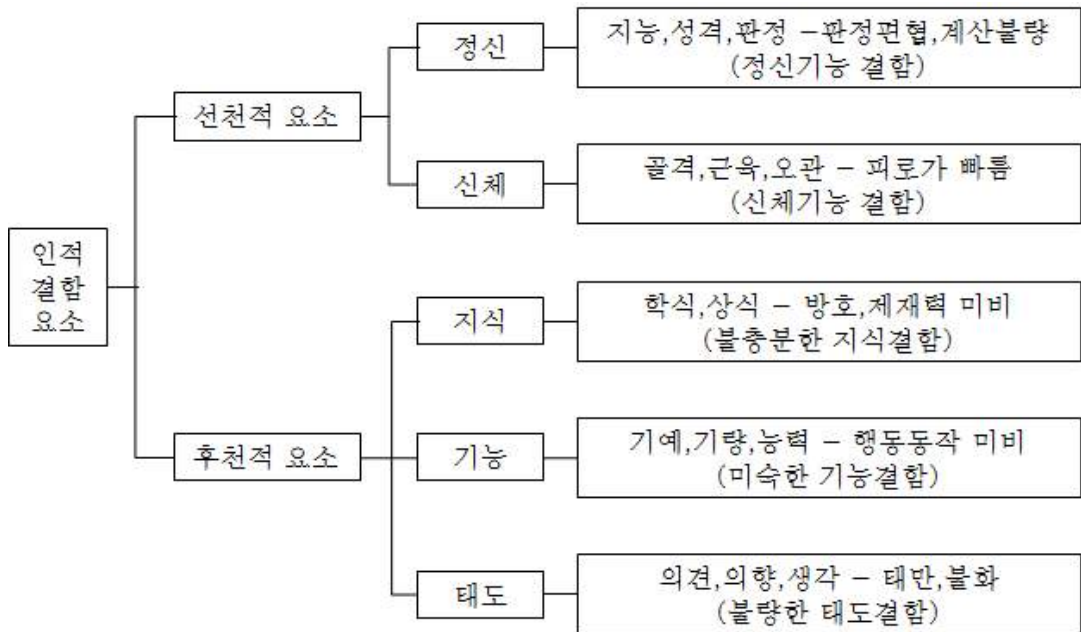 인적
결함
요소
선천적 요소
정신
지능,성격,판정 –판정편협,계산불량
(정신기능 결함)
신체
골격,근육,오관 – 피로가 빠름
(신체기능 결함)
후천적 요소
지식
학식,상식 – 방호,제재력 미비
(불충분한 지식결함)
기능
기예,기량,능력 – 행동동작 미비
(미숙한 기능결함)
태도
의견,의향,생각 – 태만,불화
(불량한 태도결함)